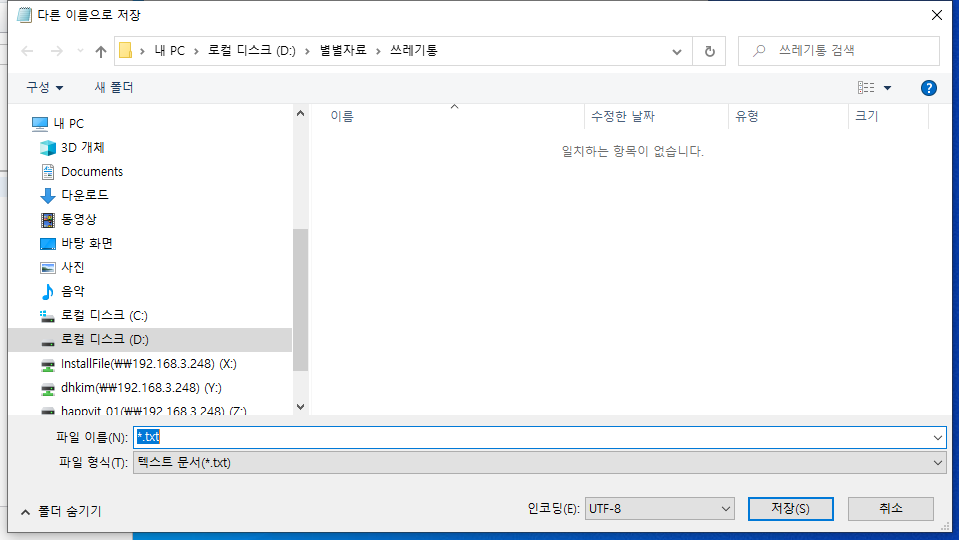 다른 이름으로 저장
내 PC > 로컬 디스크 (D:) > 별별자료 > 쓰레기통
쓰레기통 검색
구성
새 폴더
내 PC
3D 개체
Documents
다운로드
동영상
바탕 화면
사진
음악
로컬 디스크 (C:)
로컬 디스크 (D:)
InstallFile(₩₩192.168.3.248) (X:)
dhkim(₩₩192.168.3.248) (Y:)
happyit_01(₩₩192.168.3.248) (Z:)
이름
수정한 날짜
유형
크기
일치하는 항목이 없습니다.
파일 이름(N): *.txt
파일 형식(T): 텍스트 문서(*.txt)
폴더 숨기기
인코딩(E): UTF-8
저장(S)
취소